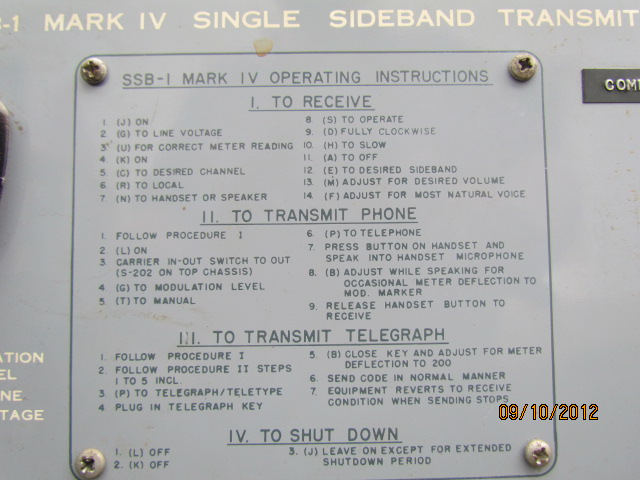 -1 MARK IV SINGLE SIDEBAND TRANSMIT
SSB-1 MARK IV OPERATING INSTRUCTIONS
I. TO RECEIVE
1. (J) ON
2. (G) TO LINE VOLTAGE
3. (U) FOR CORRECT METER READING
4. (K) ON
5. (C) TO DESIRED CHANNEL
6. (R) TO LOCAL
7. (N) TO HANDSET OR SPEAKER
8. (S) TO OPERATE
9. (D) FULLY CLOCKWISE
10. (H) TO SLOW
11. (A) TO OFF
12. (E) TO DESIRED SIDEBAND
13. (M) ADJUST FOR DESIRED VOLUME
14. (F) ADJUST FOR MOST NATURAL VOICE
II. TO TRANSMIT PHONE
1. FOLLOW PROCEDURE I
2. (L) ON
3. CARRIER IN-OUT SWITCH TO OUT
(S-202 ON TOP CHASSIS)
4. (G) TO MODULATION LEVEL
5. (T) TO MANUAL
6. (P) TO TELEPHONE
7. PRESS BUTTON ON HANDSET AND
SPEAK INTO HANDSET MICROPHONE
8. (B) ADJUST WHILE SPEAKING FOR
OCCASIONAL METER DEFLECTION TO
MOD. MARKER
9. RELEASE HANDSET BUTTON TO
RECEIVE
III. TO TRANSMIT TELEGRAPH
1. FOLLOW PROCEDURE I
2. FOLLOW PROCEDURE II STEPS
1 TO 5 INCL.
3. (P) TO TELEGRAPH/TELETYPE
4. PLUG IN TELEGRAPH KEY
5. (B) CLOSE KEY AND ADJUST FOR METER
DEFLECTION TO 200
6. SEND CODE IN NORMAL MANNER
7. EQUIPMENT REVERTS TO RECEIVE
CONDITION WHEN SENDING STOPS
IV. TO SHUT DOWN
1. (L) OFF
2. (K) OFF
3. (J) LEAVE ON EXCEPT FOR EXTENDED
SHUTDOWN PERIOD
ATION
EL
NE
TAGE
COM
09/10/2012